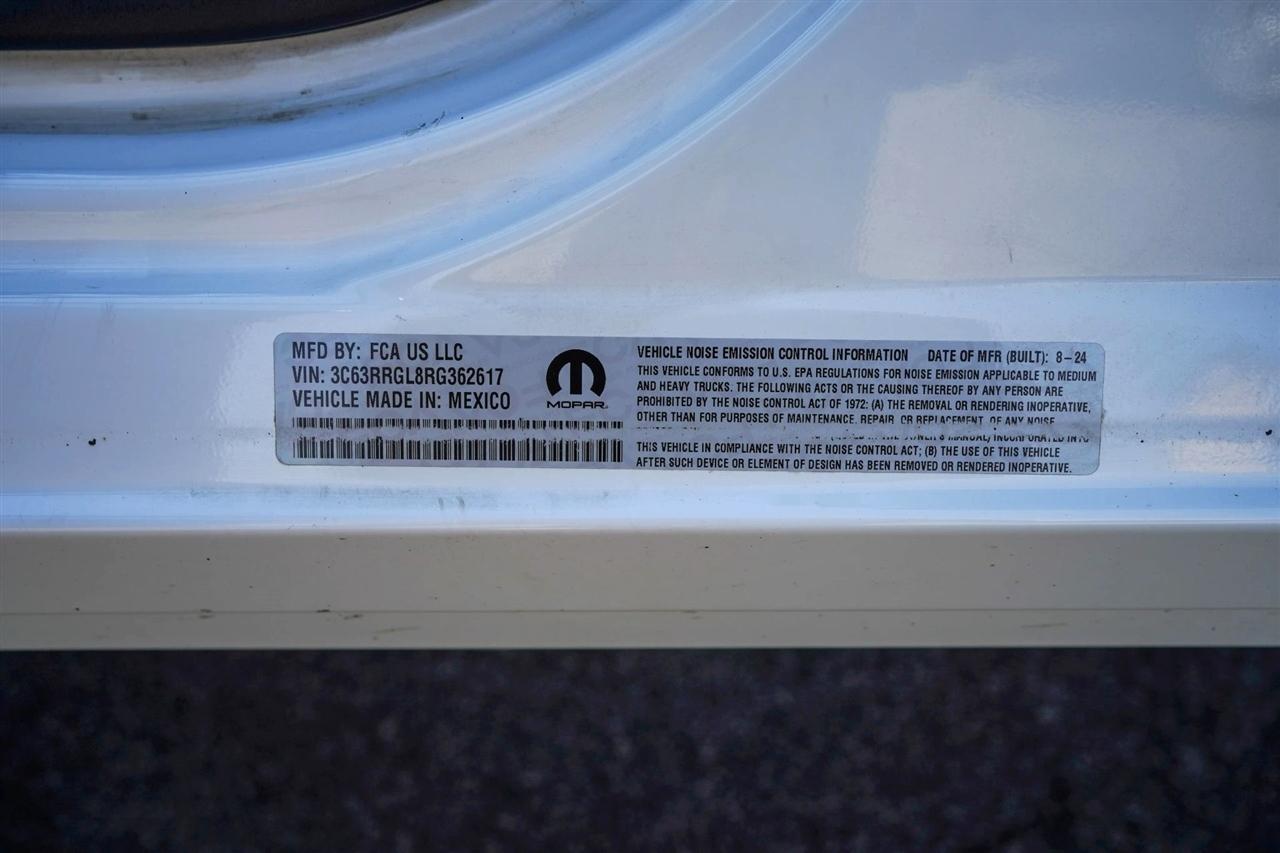 MFD BY: FCA US LLC
VIN: 3C63RRGL8RG362617
VEHICLE MADE IN: MEXICO
MOPAR
VEHICLE NOISE EMISSION CONTROL INFORMATION DATE OF MFR (BUILT): 8-24
THIS VEHICLE CONFORMS TO U.S. EPA REGULATIONS FOR NOISE EMISSION APPLICABLE TO MEDIUM
AND HEAVY TRUCKS. THE FOLLOWING ACTS OR THE CAUSING THEREOF BY ANY PERSON ARE
PROHIBITED BY THE NOISE CONTROL ACT OF 1972: (A) THE REMOVAL OR RENDERING INOPERATIVE,
OTHER THAN FOR PURPOSES OF MAINTENANCE, REPAIR, OR REPLACEMENT, OF ANY NOISE
THE OWNER'S MANUAL, INCORPORATED INTO
THIS VEHICLE IN COMPLIANCE WITH THE NOISE CONTROL ACT; (B) THE USE OF THIS VEHICLE
AFTER SUCH DEVICE OR ELEMENT OF DESIGN HAS BEEN REMOVED OR RENDERED INOPERATIVE.